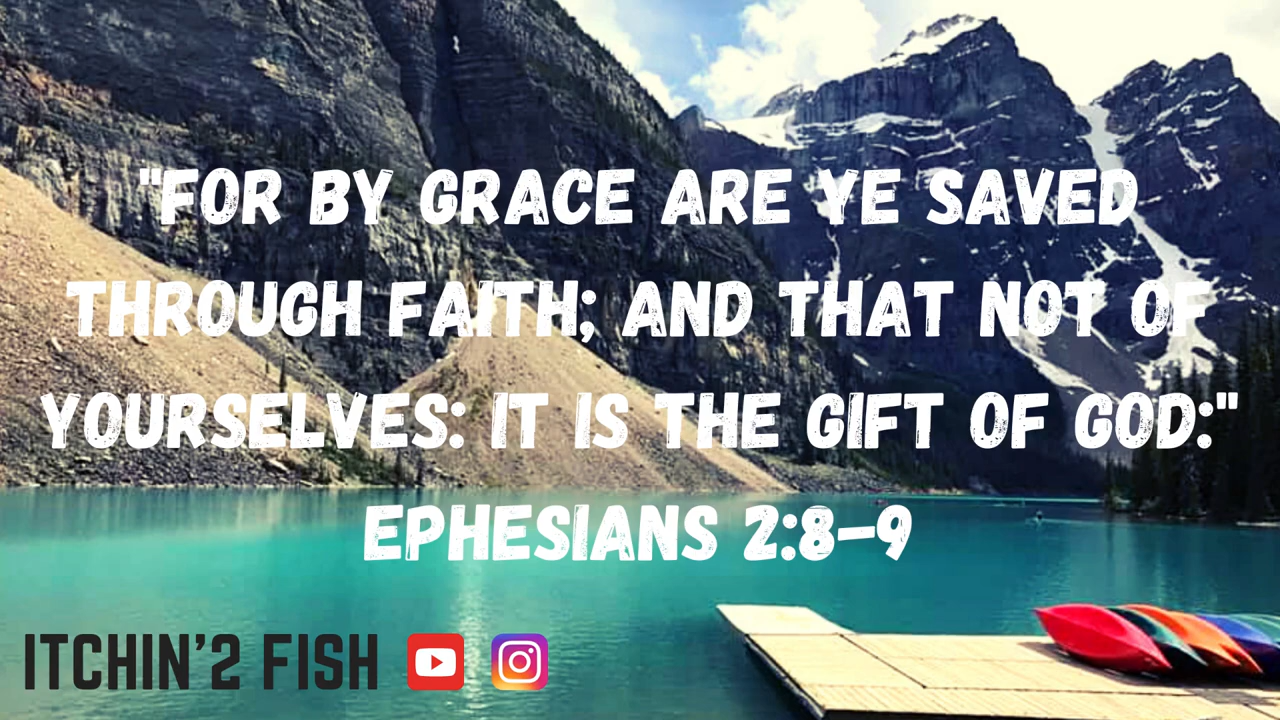 "FOR BY GRACE ARE YE SAVED
THROUGH FAITH; AND THAT NOT OF
YOURSELVES: IT IS THE GIFT OF GOD:"
EPHESIANS 2:8–9
ITCHIN'2 FISH